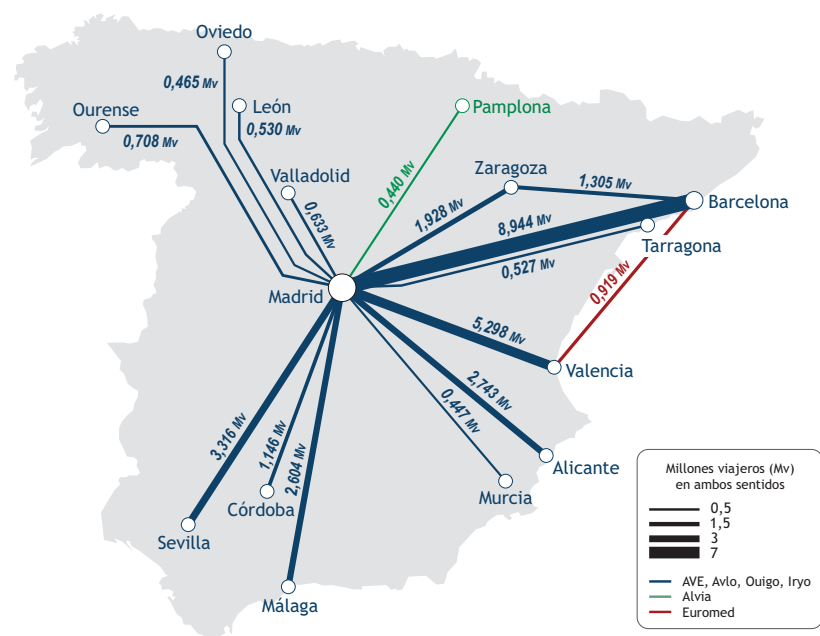 Oviedo
0,465 Mv
León
0,530 Mv
Ourense
0,708 Mv
Pamplona
0,440 Mv
Valladolid
0,633 Mv
Zaragoza
1,305 Mv
1,928 Mv
Barcelona
8,944 Mv
Tarragona
0,527 Mv
0,919 Mv
Madrid
5,298 Mv
Valencia
2,743 Mv
0,447 Mv
3,316 Mv
1,146 Mv
2,604 Mv
Alicante
Murcia
Córdoba
Sevilla
Málaga
Millones viajeros (Mv)
en ambos sentidos
0,5
1,5
3
7
AVE, Avlo, Ouigo, Iryo
Alvia
Euromed